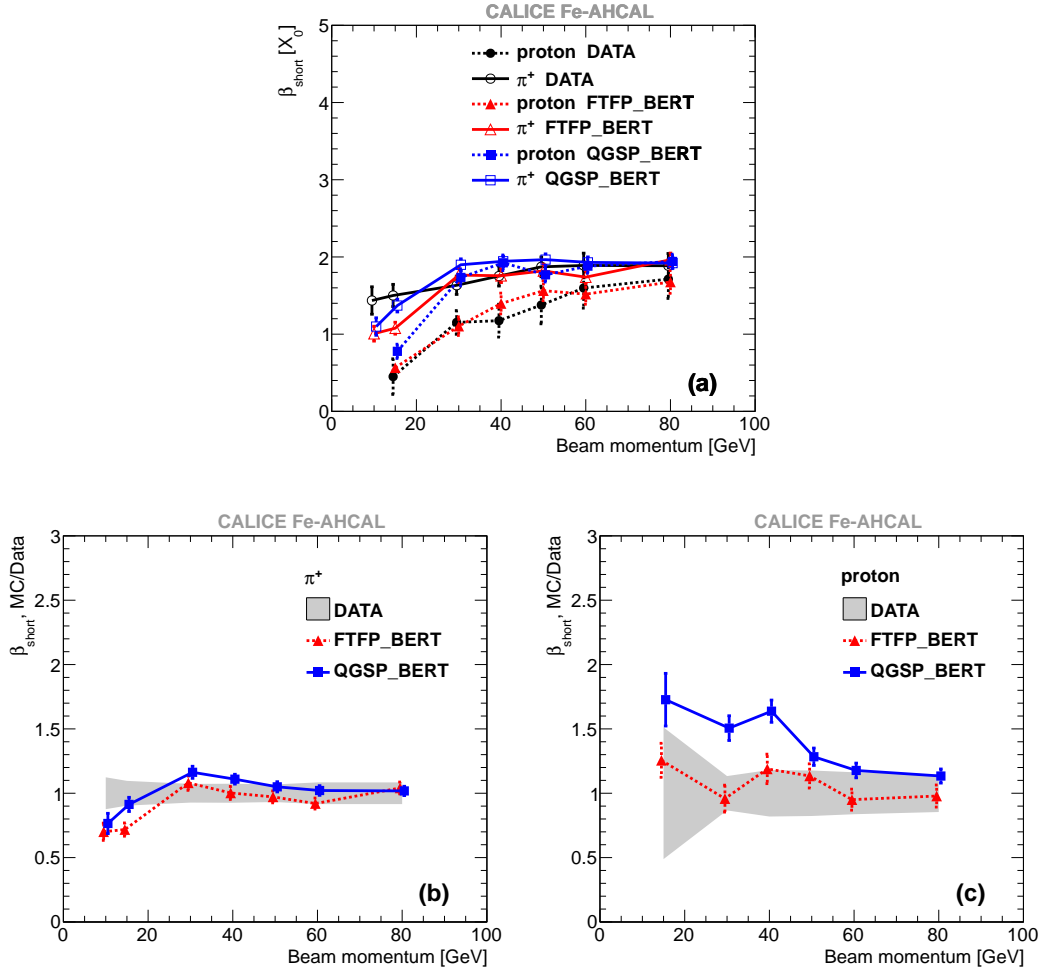 CALICE Fe-AHCAL
β_short [X_0]
5
4
3
2
1
0
proton DATA
π⁺ DATA
proton FTFP_BERT
π⁺ FTFP_BERT
proton QGSP_BERT
π⁺ QGSP_BERT
(a)
0 20 40 60 80 100
Beam momentum [GeV]
CALICE Fe-AHCAL
β_short, MC/Data
3
2.5
2
1.5
1
0.5
0
π⁺
DATA
FTFP_BERT
QGSP_BERT
(b)
0 20 40 60 80 100
Beam momentum [GeV]
CALICE Fe-AHCAL
β_short, MC/Data
3
2.5
2
1.5
1
0.5
0
proton
DATA
FTFP_BERT
QGSP_BERT
(c)
0 20 40 60 80 100
Beam momentum [GeV]